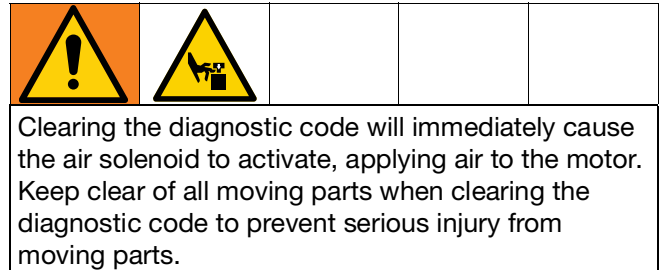 Clearing the diagnostic code will immediately cause
the air solenoid to activate, applying air to the motor.
Keep clear of all moving parts when clearing the
diagnostic code to prevent serious injury from
moving parts.